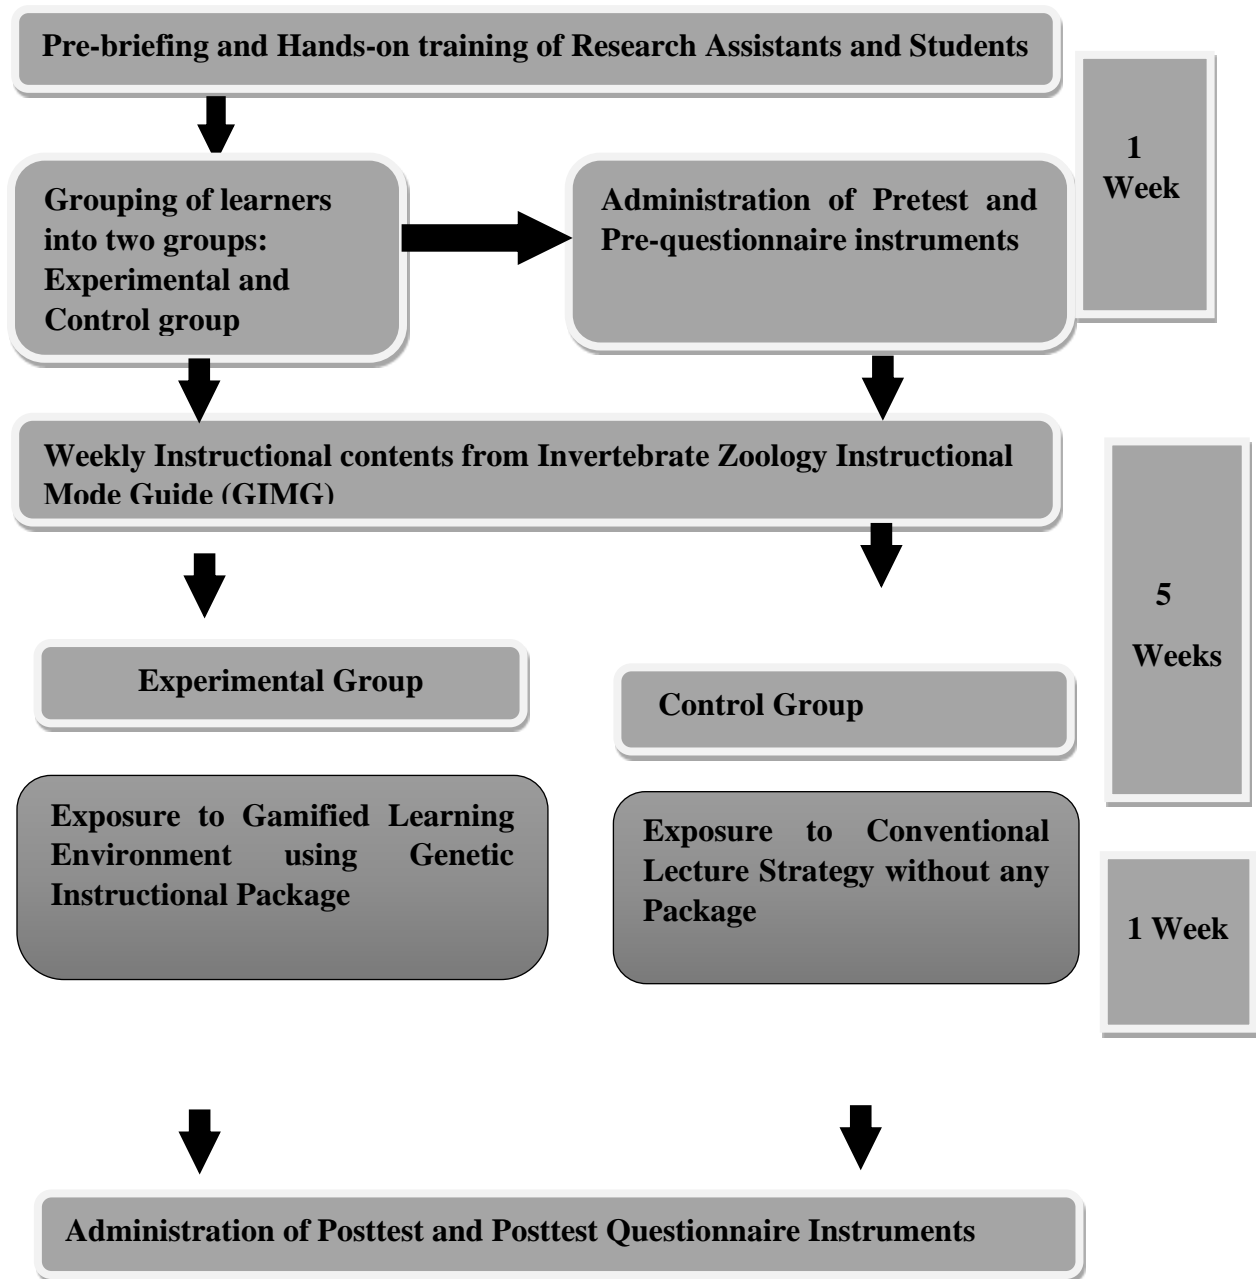 Pre-briefing and Hands-on training of Research Assistants and Students
1
Week
Grouping of learners
into two groups:
Experimental and
Control group
Administration of Pretest and
Pre-questionnaire instruments
Weekly Instructional contents from Invertebrate Zoology Instructional
Mode Guide (GIMG)
5
Weeks
Experimental Group
Control Group
Exposure to Gamified Learning
Environment using Genetic
Instructional Package
Exposure to Conventional
Lecture Strategy without any
Package
1 Week
Administration of Posttest and Posttest Questionnaire Instruments